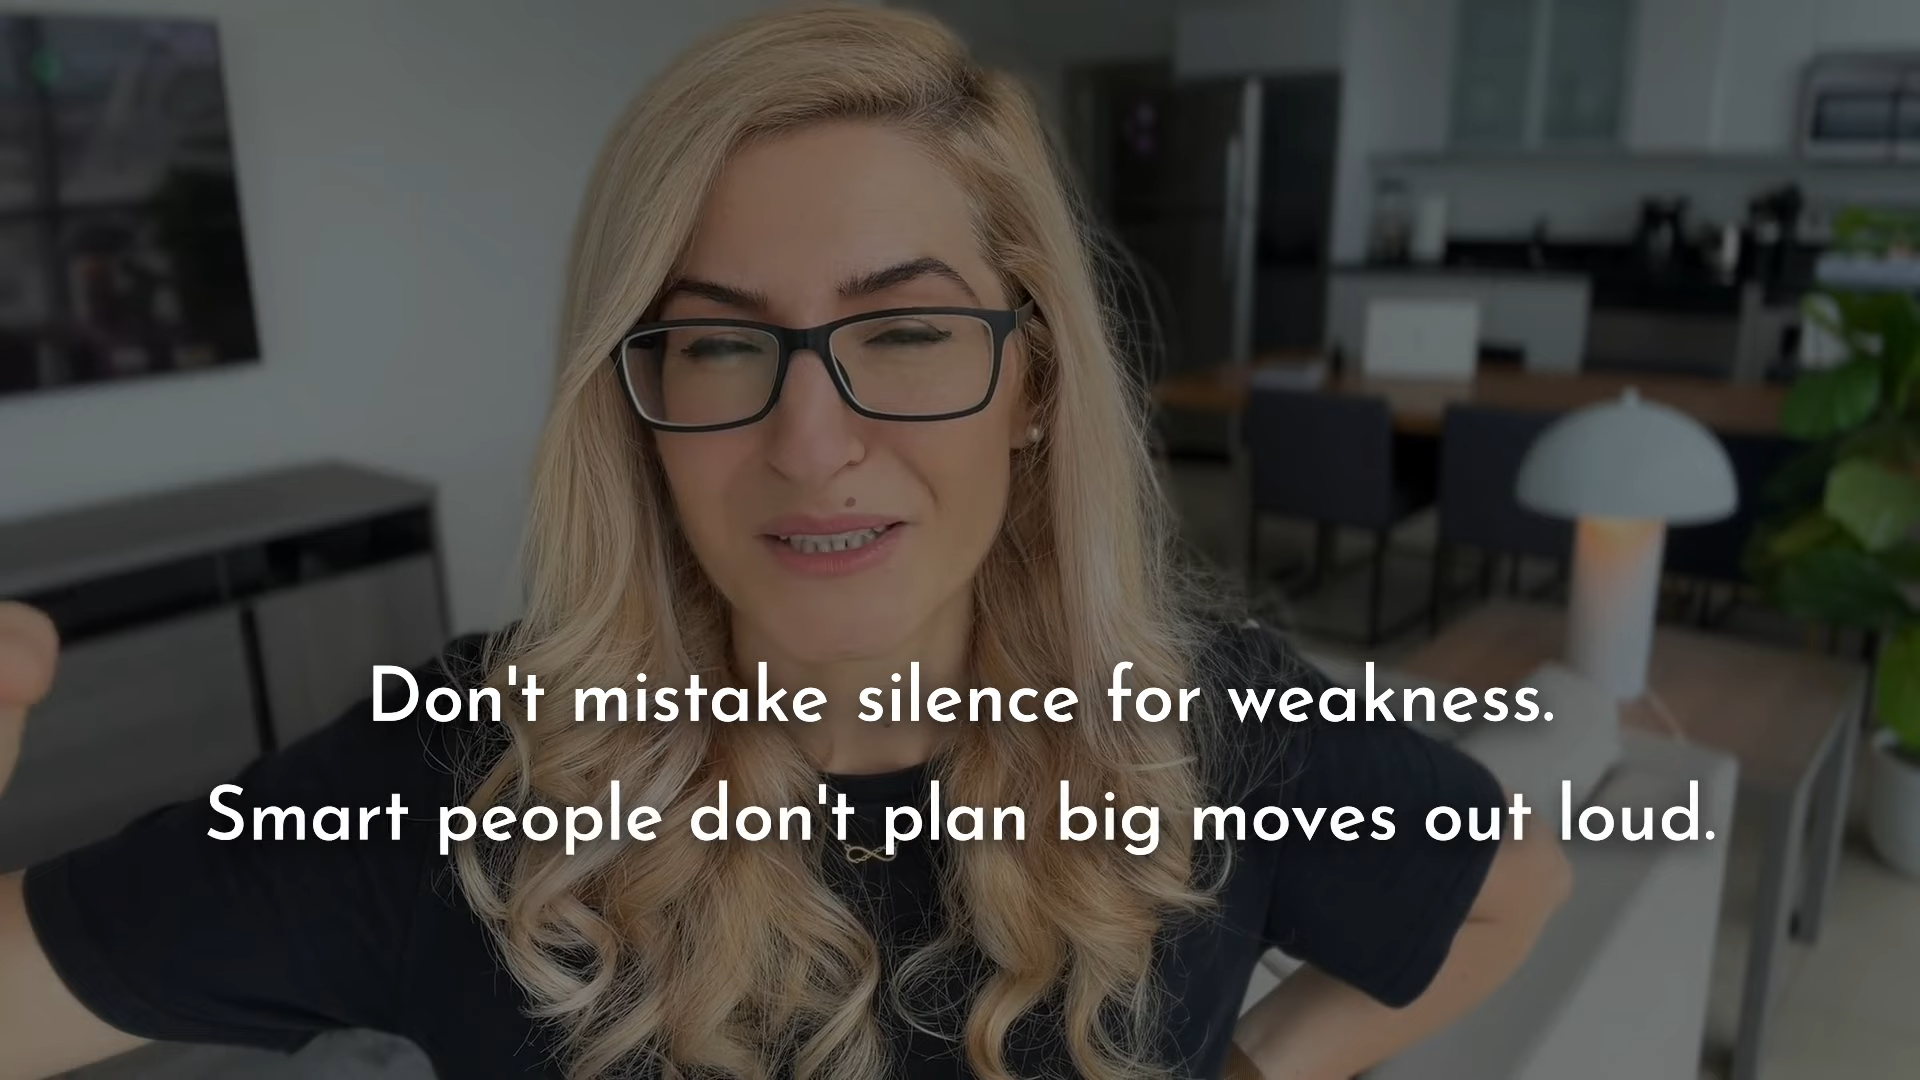 Don't mistake silence for weakness.
Smart people don't plan big moves out loud.